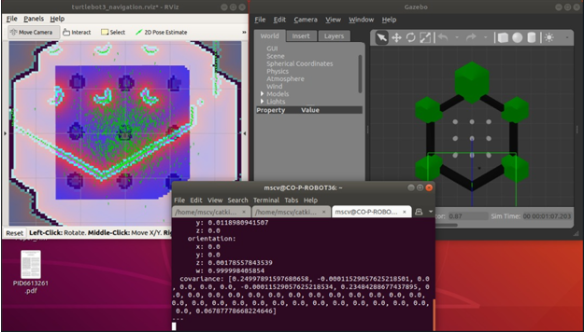 turtlebot3_navigation.rviz* - RViz
File Panels Help
Move Camera Interact Select 2D Pose Estimate »
Reset Left-Click: Rotate. Middle-Click: Move X/Y.
Gazebo
File Edit Camera View Window Help
World Insert Layers
GUI
Scene
Spherical Coordinates
Physics
Atmosphere
Wind
Models
Lights
Property Value
0.87 Sim Time: 00 00:01:07.203
mscv@CO-P-ROBOT36: ~
File Edit View Search Terminal Tabs Help
/home/mscv/catki... × /home/mscv/catki... × mscv@CO-P-ROBO... ×
y: 0.0118980941507
z: 0.0
orientation:
x: 0.0
y: 0.0
z: 0.00178557843539
w: 0.999998405854
covariance: [0.24997891597680658, -0.00011529057625218501, 0.0
, 0.0, 0.0, 0.0, -0.00011529057625218534, 0.23484288677437895, 0
.0, 0.0, 0.0, 0.0, 0.0, 0.0, 0.0, 0.0, 0.0, 0.0, 0.0, 0.0, 0.0,
0.0, 0.0, 0.0, 0.0, 0.0, 0.0, 0.0, 0.0, 0.0, 0.0, 0.0, 0.0, 0.0
, 0.0, 0.06787778668224646]
---
PID6613261
.pdf